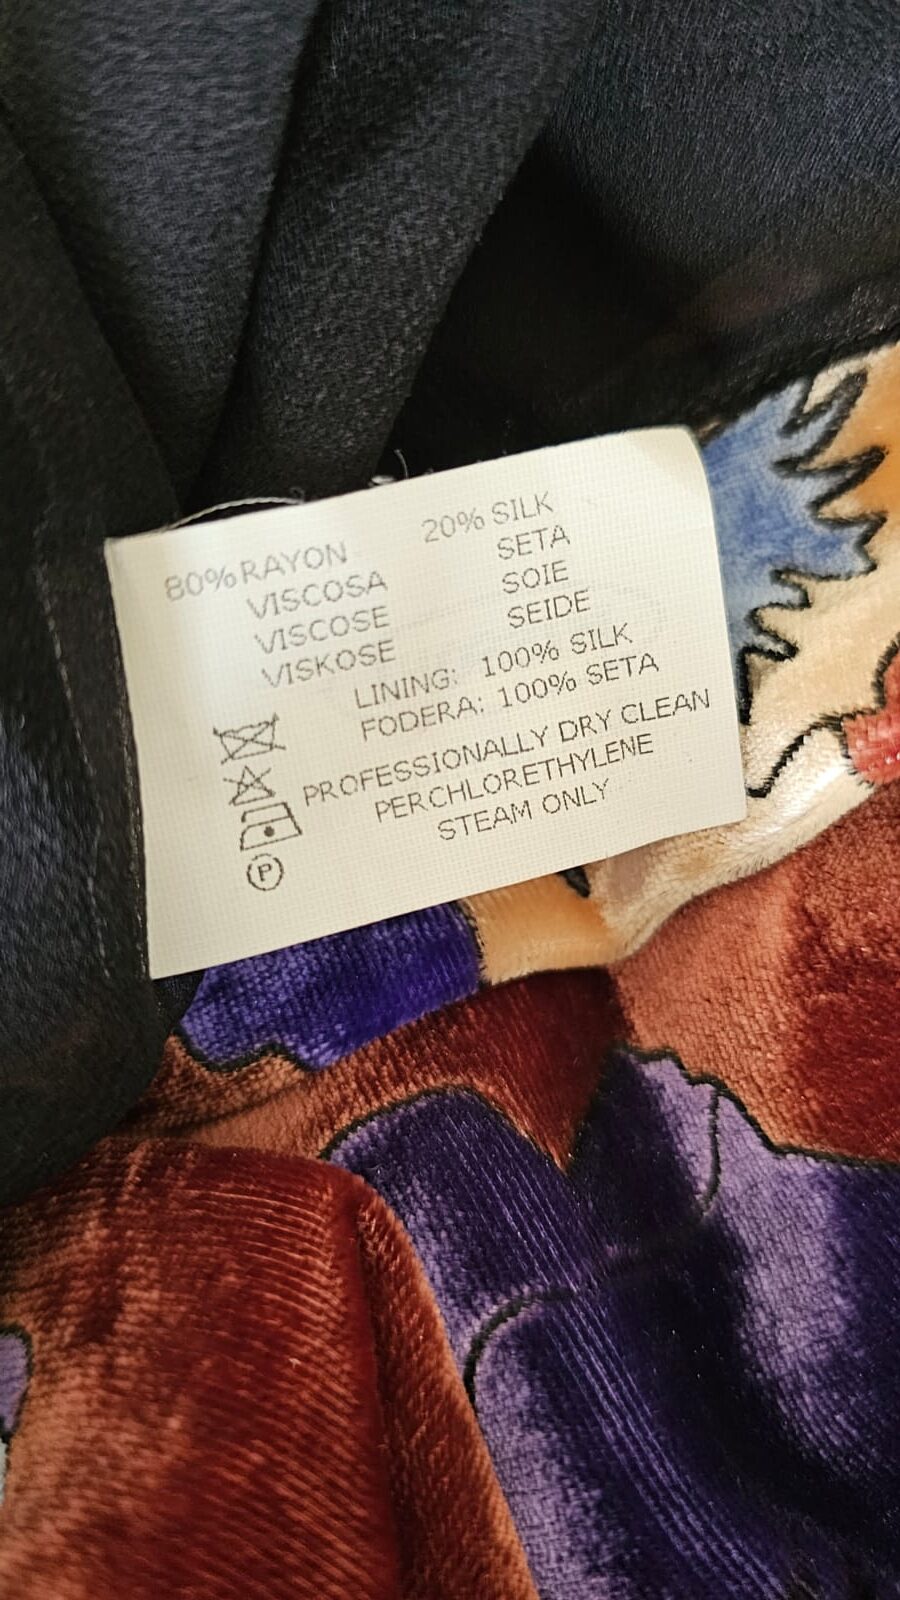 80% RAYON 20% SILK
VISCOSA SETA
VISCOSE SOIE
VISKOSE SEIDE
LINING: 100% SILK
FODERA: 100% SETA
PROFESSIONALLY DRY CLEAN
PERCHLORETHYLENE
STEAM ONLY
P